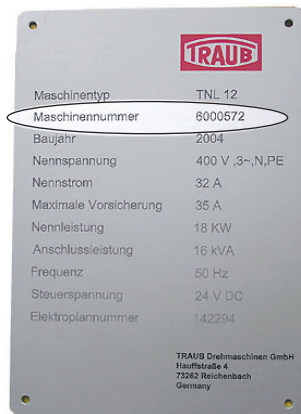 TRAUB
Maschinentyp TNL 12
Maschinennummer 6000572
Baujahr 2004
Nennspannung 400 V ,3~,N,PE
Nennstrom 32 A
Maximale Vorsicherung 35 A
Nennleistung 18 KW
Anschlussleistung 16 kVA
Frequenz 50 Hz
Steuerspannung 24 V DC
Elektroplannummer 142294
TRAUB Drehmaschinen GmbH
Hauffstraße 4
73262 Reichenbach
Germany